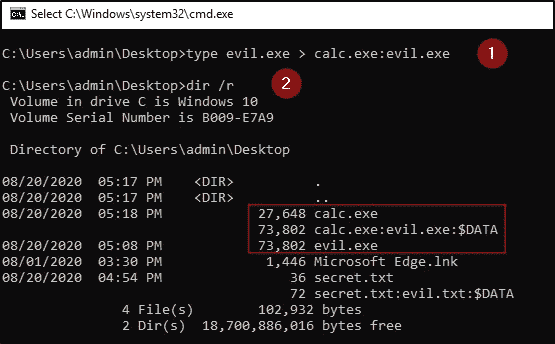 Select C:\Windows\system32\cmd.exe
C:\Users\admin\Desktop>type evil.exe > calc.exe:evil.exe 1
C:\Users\admin\Desktop>dir /r 2
Volume in drive C is Windows 10
Volume Serial Number is B009-E7A9
Directory of C:\Users\admin\Desktop
08/20/2020 05:17 PM <DIR> .
08/20/2020 05:17 PM <DIR> ..
08/20/2020 05:18 PM 27,648 calc.exe
73,802 calc.exe:evil.exe:$DATA
08/20/2020 05:08 PM 73,802 evil.exe
08/01/2020 03:30 PM 1,446 Microsoft Edge.lnk
08/20/2020 04:54 PM 36 secret.txt
72 secret.txt:evil.txt:$DATA
4 File(s) 102,932 bytes
2 Dir(s) 18,700,886,016 bytes free